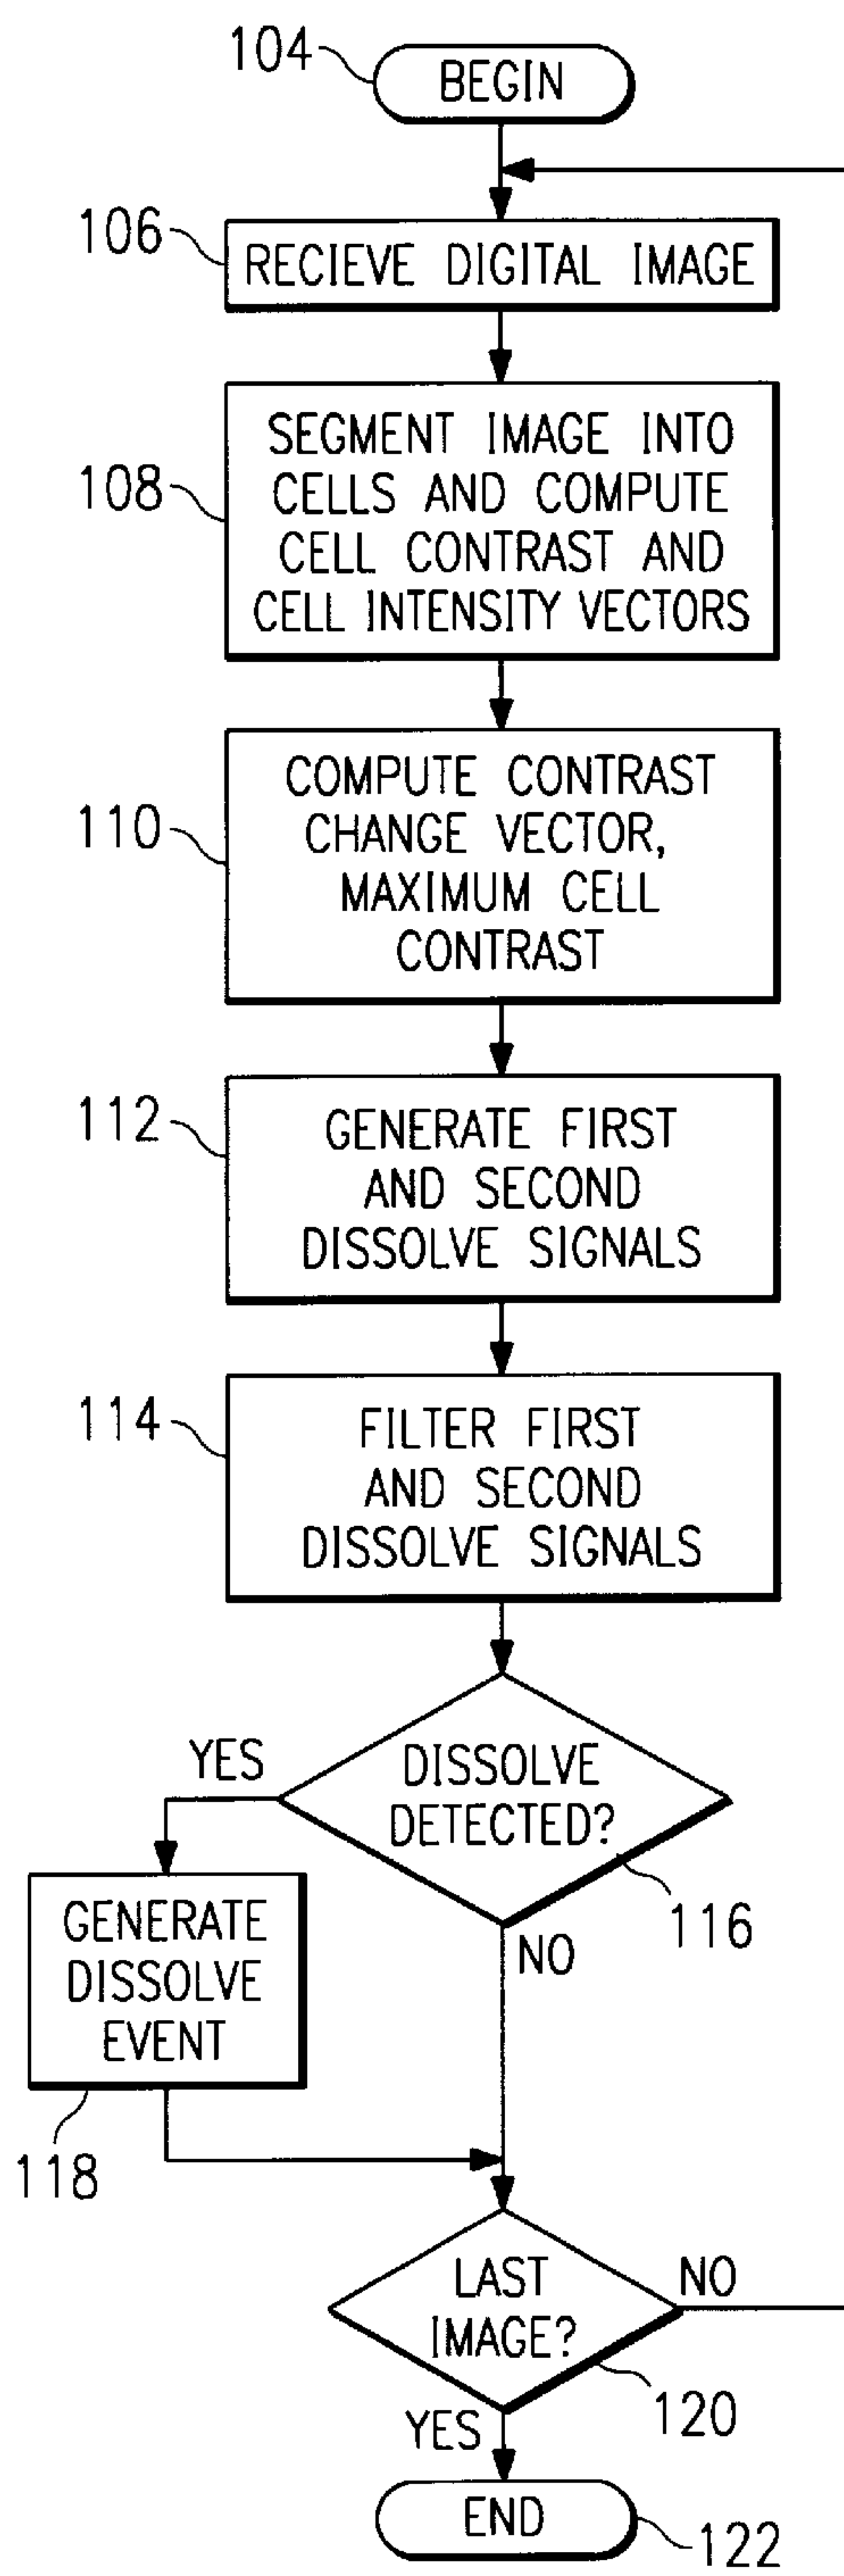 104
BEGIN
106
RECIEVE DIGITAL IMAGE
108
SEGMENT IMAGE INTO
CELLS AND COMPUTE
CELL CONTRAST AND
CELL INTENSITY VECTORS
110
COMPUTE CONTRAST
CHANGE VECTOR,
MAXIMUM CELL
CONTRAST
112
GENERATE FIRST
AND SECOND
DISSOLVE SIGNALS
114
FILTER FIRST
AND SECOND
DISSOLVE SIGNALS
YES
DISSOLVE
DETECTED?
116
NO
GENERATE
DISSOLVE
EVENT
118
LAST
IMAGE?
NO
120
YES
END
122